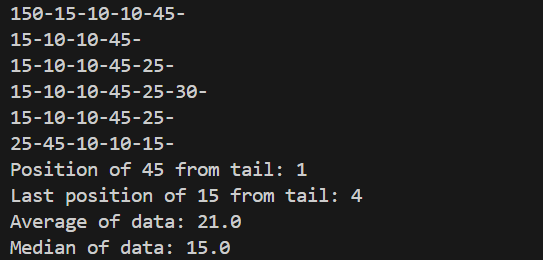 150-15-10-10-45-
15-10-10-45-
15-10-10-45-25-
15-10-10-45-25-30-
15-10-10-45-25-
25-45-10-10-15-
Position of 45 from tail: 1
Last position of 15 from tail: 4
Average of data: 21.0
Median of data: 15.0